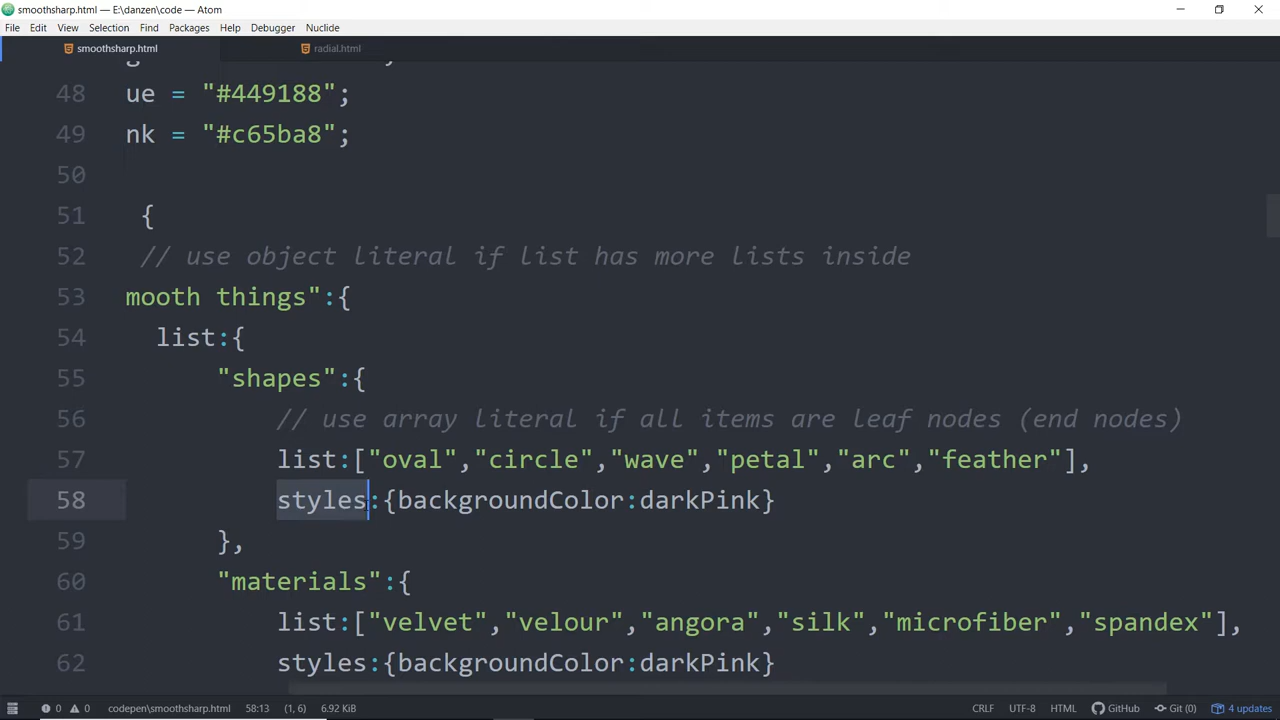 smoothsharp.html — E:\danzen\code — Atom
File Edit View Selection Find Packages Help Debugger Nuclide
smoothsharp.html radial.html
48 ue = "#449188";
49 nk = "#c65ba8";
50
51 {
52 // use object literal if list has more lists inside
53 mooth things":{
54 list:{
55 "shapes":{
56 // use array literal if all items are leaf nodes (end nodes)
57 list:["oval","circle","wave","petal","arc","feather"],
58 styles:{backgroundColor:darkPink}
59 },
60 "materials":{
61 list:["velvet","velour","angora","silk","microfiber","spandex"],
62 styles:{backgroundColor:darkPink}
0 0 codepen/smoothsharp.html 58:13 (1, 6) 6.92 KiB CRLF UTF-8 HTML GitHub Git (0) 4 updates